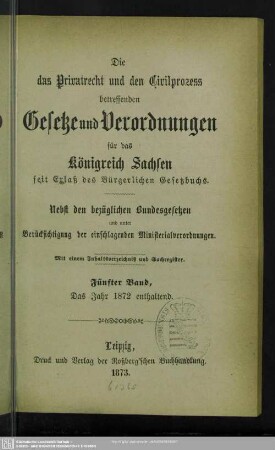 Die
das Privatrecht und den Civilprozess
betreffenden
Gesetze und Verordnungen
für das
Königreich Sachsen
seit Erlaß des Bürgerlichen Gesetzbuchs.
Nebst den bezüglichen Bundesgesetzen
und unter
Berücksichtigung der einschlagenden Ministerialverordnungen.
Mit einem Inhaltsverzeichniß und Sachregister.
Fünfter Band,
Das Jahr 1872 enthaltend.
Leipzig,
Druck und Verlag der Roßberg'schen Buchhandlung.
1873.